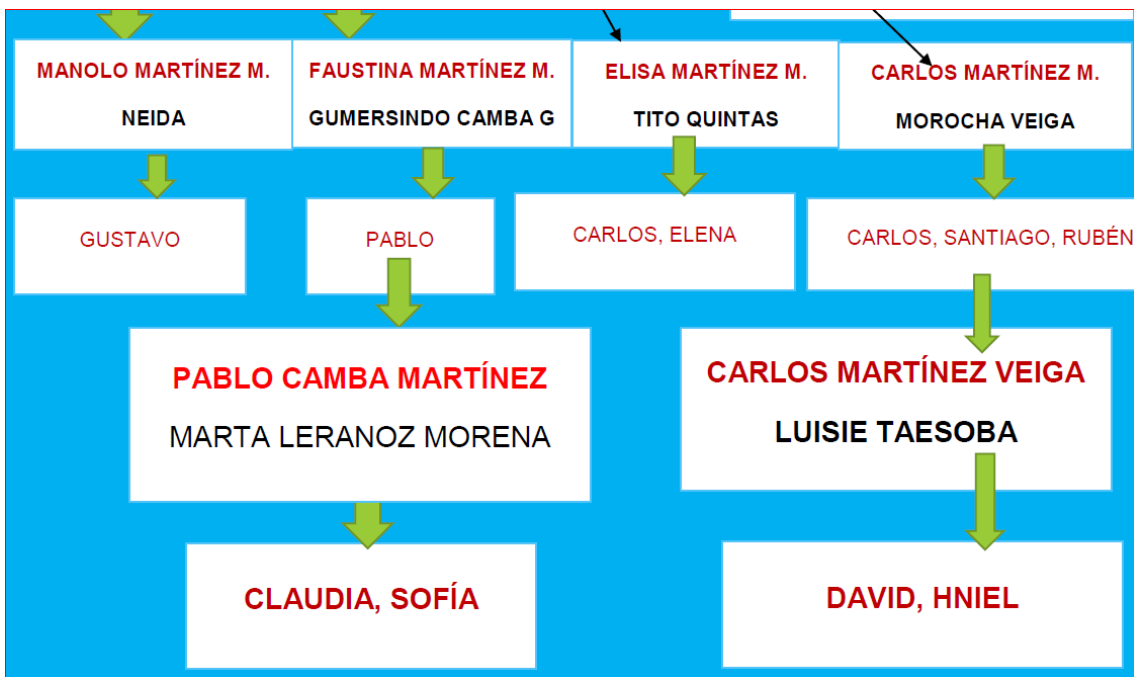 MANOLO MARTÍNEZ M.
NEIDA
FAUSTINA MARTÍNEZ M.
GUMERSINDO CAMBA G
ELISA MARTÍNEZ M.
TITO QUINTAS
CARLOS MARTÍNEZ M.
MOROCHA VEIGA
GUSTAVO
PABLO
CARLOS, ELENA
CARLOS, SANTIAGO, RUBÉN
PABLO CAMBA MARTÍNEZ
MARTA LERANOZ MORENA
CARLOS MARTÍNEZ VEIGA
LUISIE TAESOBA
CLAUDIA, SOFÍA
DAVID, HNIEL